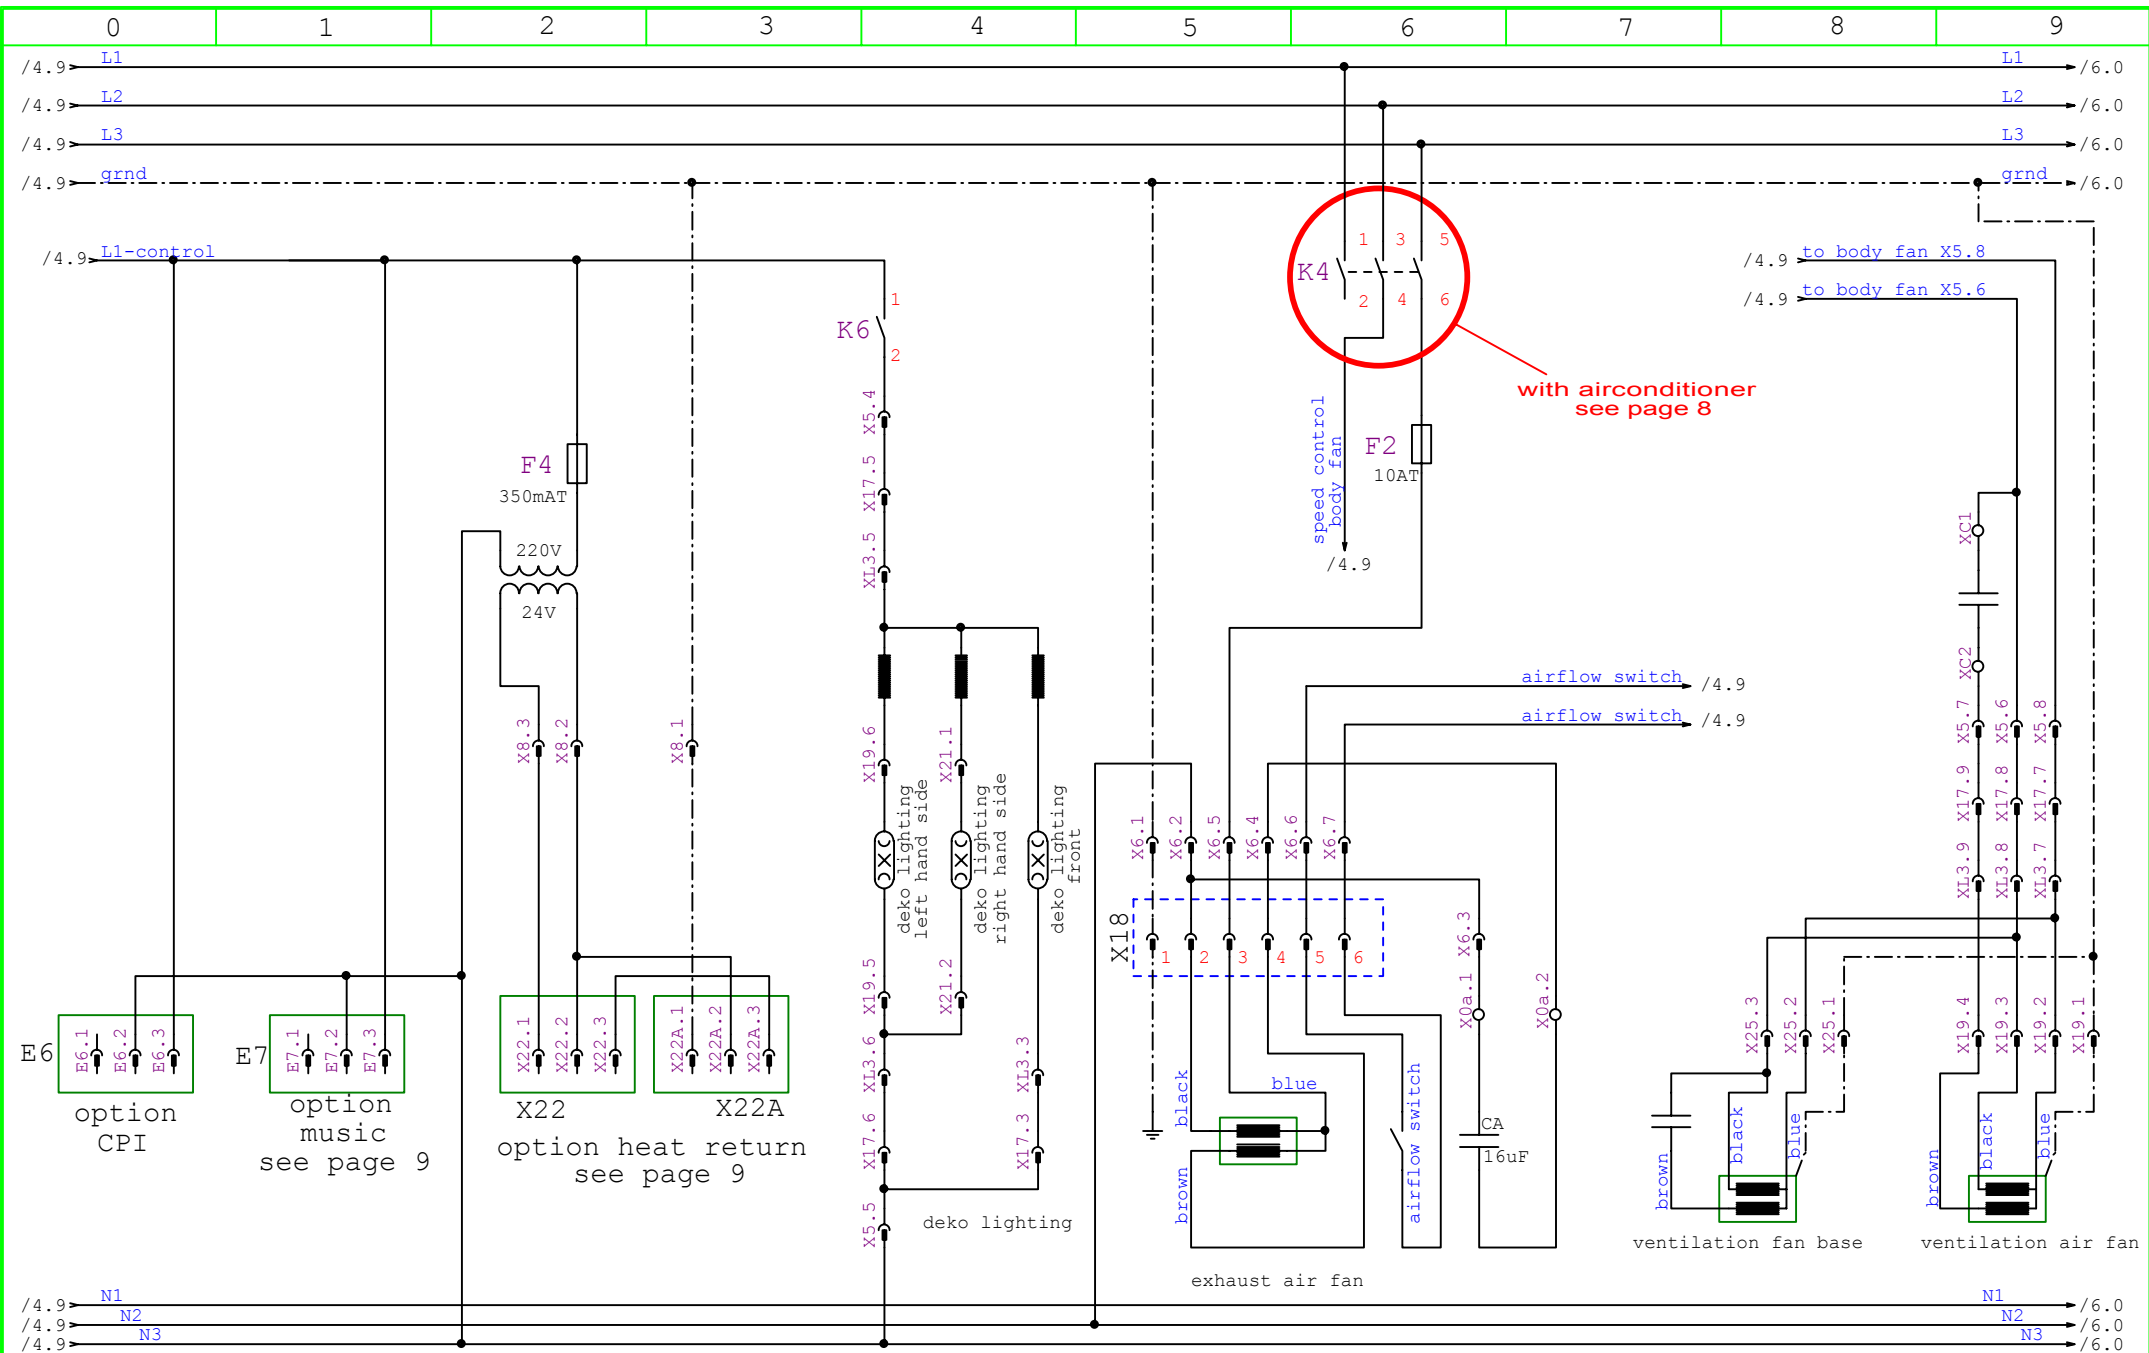 0 1 2 3 4 5 6 7 8 9
/4.9 L1 L1 /6.0
/4.9 L2 L2 /6.0
/4.9 L3 L3 /6.0
/4.9 grnd grnd /6.0
/4.9 L1-control
/4.9 to body fan X5.8
/4.9 to body fan X5.6
K4
1 3 5
2 4 6
K6
1
2
with airconditioner
see page 8
X5.4
X17.5
XL3.5
F4
350mAT
220V
24V
speed control
body fan
/4.9
F2
10AT
XC1
XC2
airflow switch /4.9
airflow switch /4.9
X8.3
X8.2
X8.1
X19.6
X21.1
deko lighting
left hand side
deko lighting
right hand side
deko lighting
front
X6.1
X6.2
X6.5
X6.4
X6.6
X6.7
X5.7
X5.6
X5.8
X17.9
X17.8
X17.7
XL3.9
XL3.8
XL3.7
X18
1 2 3 4 5 6
X6.3
X0a.1
X0a.2
X19.5
X21.2
XL3.6
XL3.3
X17.6
X17.3
X5.5
deko lighting
E6
E6.1
E6.2
E6.3
option
CPI
E7
E7.1
E7.2
E7.3
option
music
see page 9
X22.1
X22.2
X22.3
X22
X22A.1
X22A.2
X22A.3
X22A
option heat return
see page 9
black
brown
blue
airflow switch
CA
16uF
exhaust air fan
X25.3
X25.2
X25.1
brown
black
blue
ventilation fan base
X19.4
X19.3
X19.2
X19.1
brown
black
blue
ventilation air fan
/4.9 N1 N1 /6.0
/4.9 N2 N2 /6.0
/4.9 N3 N3 /6.0